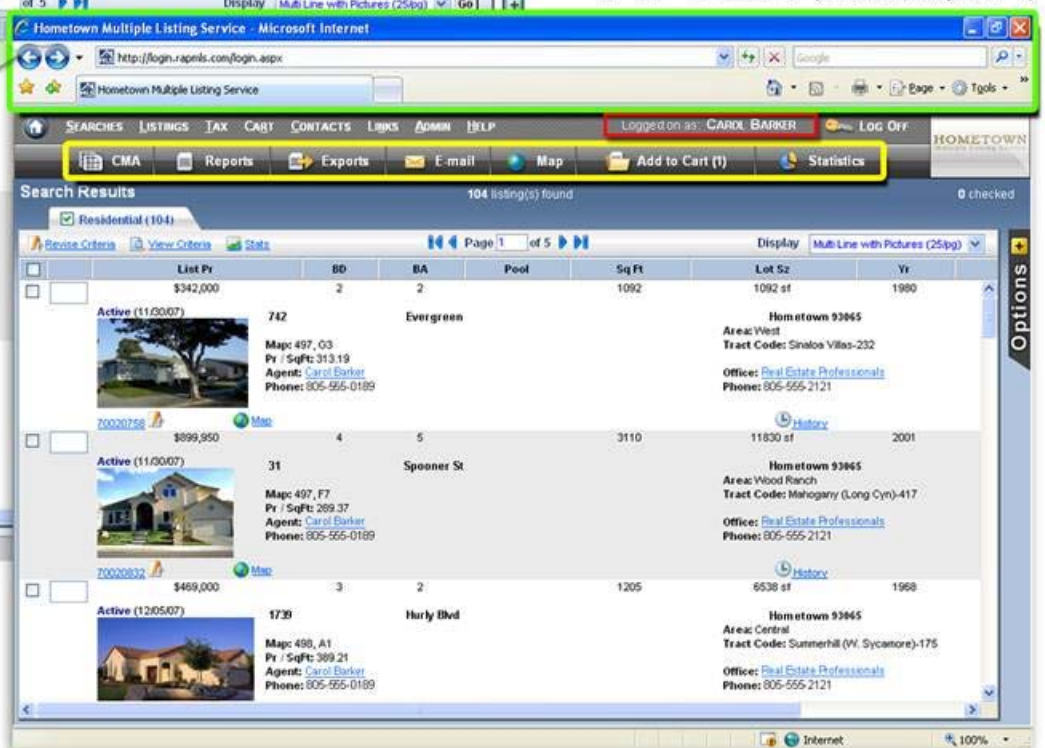 of 5 Display Multi Line with Pictures (25/pg) Go [+]
Hometown Multiple Listing Service - Microsoft Internet
http://login.rapmls.com/login.aspx Google
Hometown Multiple Listing Service Page Tools
SEARCHES LISTINGS TAX CART CONTACTS LINKS ADMIN HELP Logged on as: CAROL BARKER LOG OFF
HOMETOWN
CMA Reports Exports E-mail Map Add to Cart (1) Statistics
Search Results 104 listing(s) found 0 checked
Residential (104)
Revise Criteria View Criteria Stats Page 1 of 5 Display Multi Line with Pictures (25/pg)
Options
List Pr BD BA Pool Sq Ft Lot Sz Yr
$342,000 2 2 1092 1092 sf 1980
Active (11/30/07)
742 Evergreen Hometown 93065
Area: West
Map: 497, G3 Tract Code: Sinaloa Villas-232
Pr / SqFt: 313.19
Agent: Carol Barker Office: Real Estate Professionals
Phone: 805-555-0189 Phone: 805-555-2121
70020758 Map History
$899,950 4 5 3110 11830 sf 2001
Active (11/30/07)
31 Spooner St Hometown 93065
Area: Wood Ranch
Map: 497, F7 Tract Code: Mahogany (Long Cyn)-417
Pr / SqFt: 289.37
Agent: Carol Barker Office: Real Estate Professionals
Phone: 805-555-0189 Phone: 805-555-2121
70020832 Map History
$469,000 3 2 1205 6538 sf 1968
Active (12/05/07)
1739 Hurly Blvd Hometown 93065
Area: Central
Map: 498, A1 Tract Code: Summerhill (W. Sycamore)-175
Pr / SqFt: 389.21
Agent: Carol Barker Office: Real Estate Professionals
Phone: 805-555-0189 Phone: 805-555-2121
Internet 100%